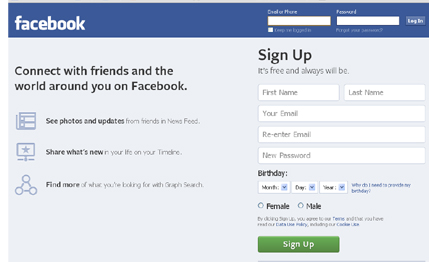 facebook
Email or Phone
Password
Keep me logged in
Forgot your password?
Log In
Connect with friends and the
world around you on Facebook.
See photos and updates from friends in News Feed.
Share what's new in your life on your Timeline.
Find more of what you're looking for with Graph Search.
Sign Up
It's free and always will be.
First Name
Last Name
Your Email
Re-enter Email
New Password
Birthday:
Month:
Day:
Year:
Why do I need to provide my
birthday?
Female
Male
By clicking Sign Up, you agree to our Terms and that you have
read our Data Use Policy, including our Cookie Use.
Sign Up